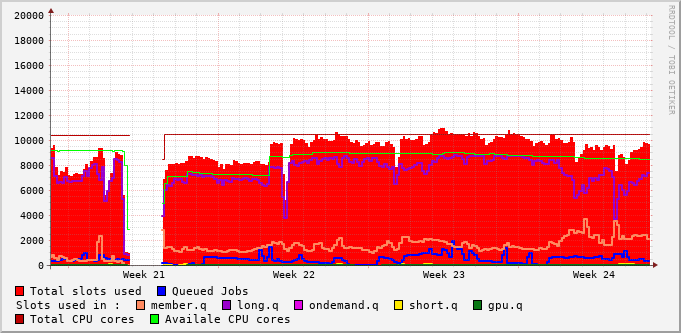 20000
18000
16000
14000
12000
10000
8000
6000
4000
2000
0
Week 21 Week 22 Week 23 Week 24
Total slots used Queued Jobs
Slots used in : member.q long.q ondemand.q short.q gpu.q
Total CPU cores Availale CPU cores
RRDTOOL / TOBI OETIKER